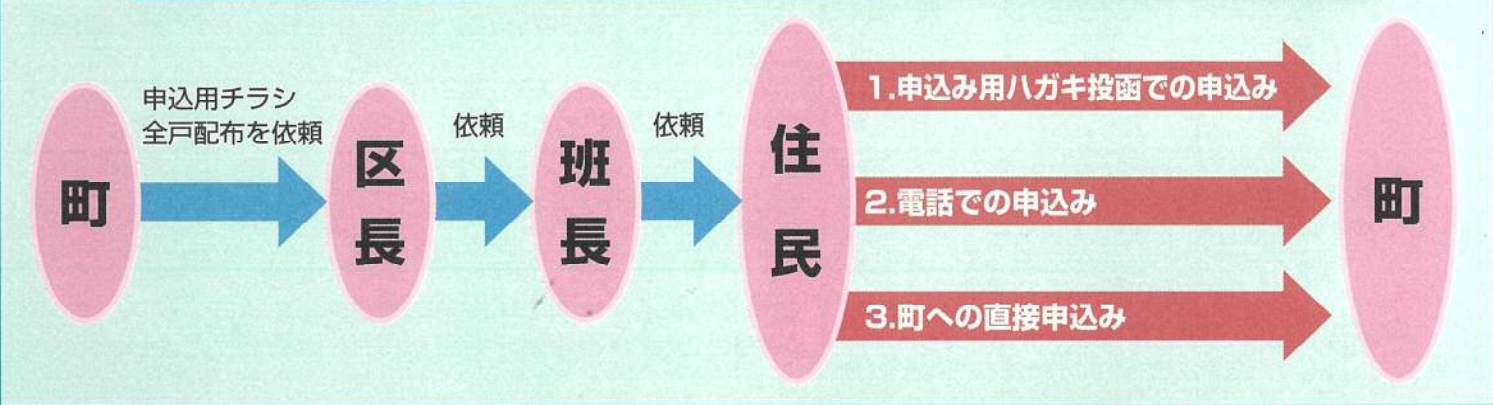 町
申込用チラシ
全戸配布を依頼
区長
依頼
班長
依頼
住民
1.申込み用ハガキ投函での申込み
2.電話での申込み
3.町への直接申込み
町